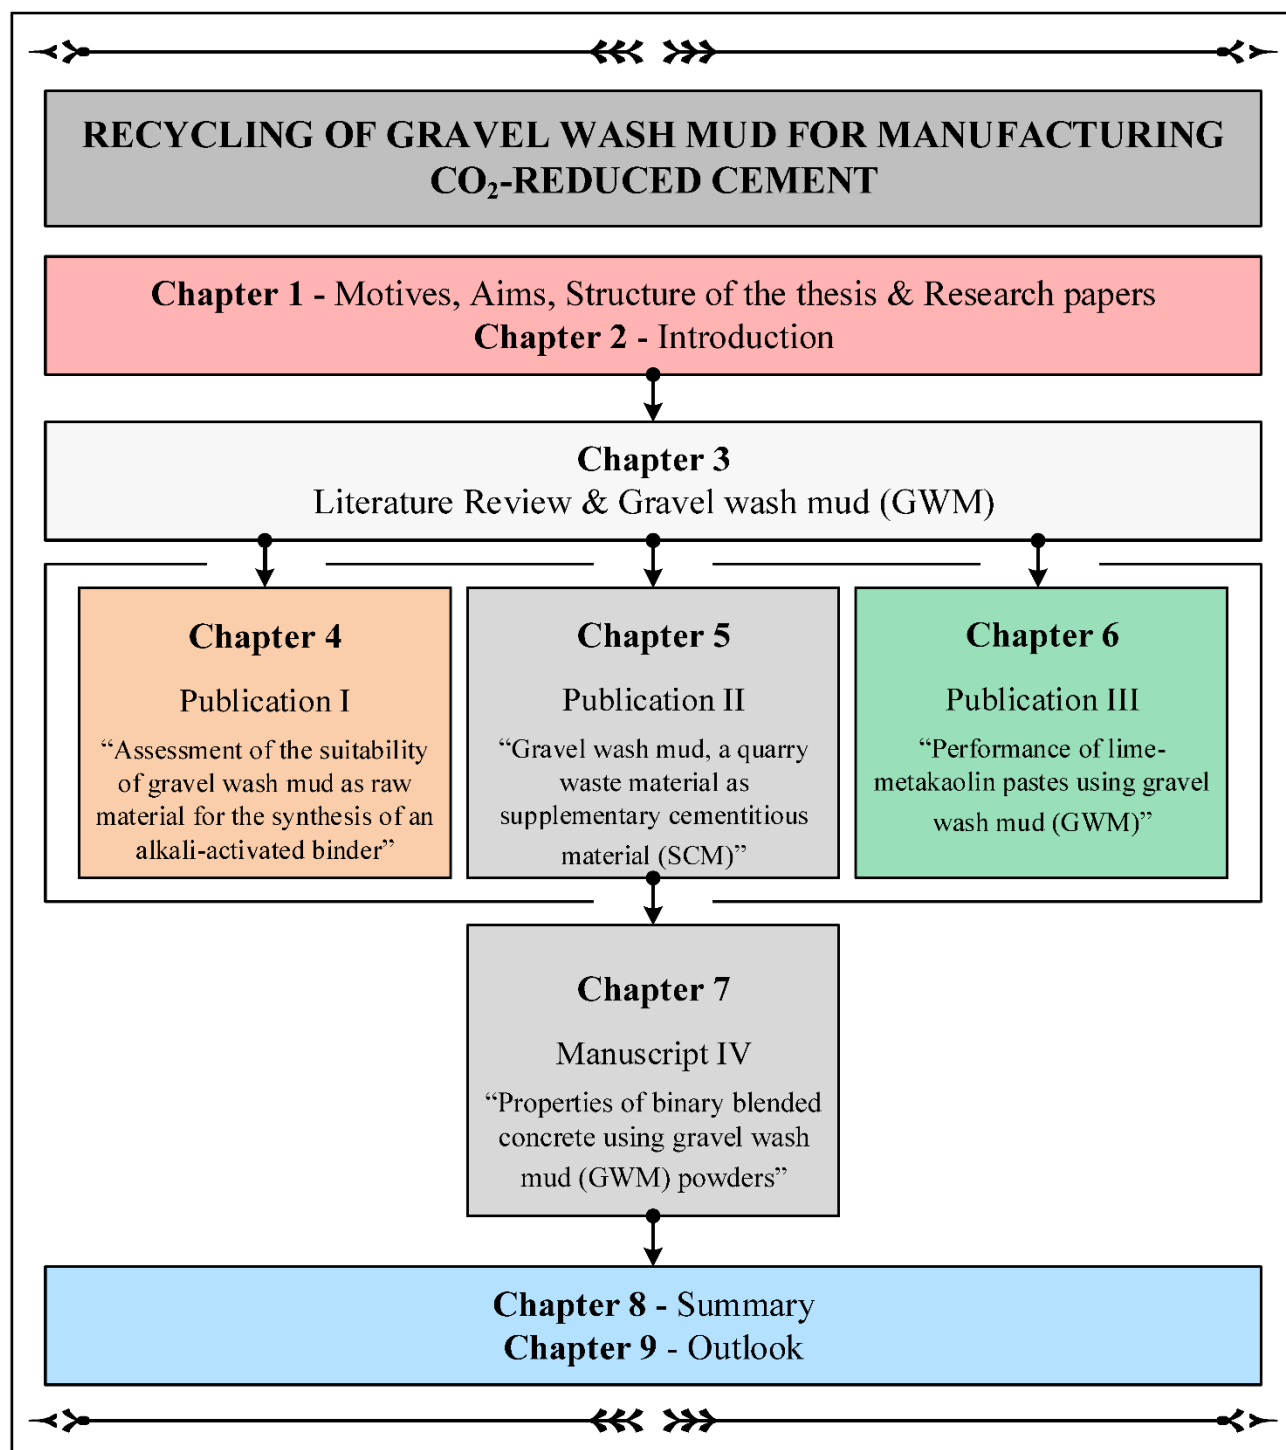 RECYCLING OF GRAVEL WASH MUD FOR MANUFACTURING
CO₂-REDUCED CEMENT
Chapter 1 - Motives, Aims, Structure of the thesis & Research papers
Chapter 2 - Introduction
Chapter 3
Literature Review & Gravel wash mud (GWM)
Chapter 4
Publication I
“Assessment of the suitability
of gravel wash mud as raw
material for the synthesis of an
alkali-activated binder”
Chapter 5
Publication II
“Gravel wash mud, a quarry
waste material as
supplementary cementitious
material (SCM)”
Chapter 6
Publication III
“Performance of lime-
metakaolin pastes using gravel
wash mud (GWM)”
Chapter 7
Manuscript IV
“Properties of binary blended
concrete using gravel wash
mud (GWM) powders”
Chapter 8 - Summary
Chapter 9 - Outlook